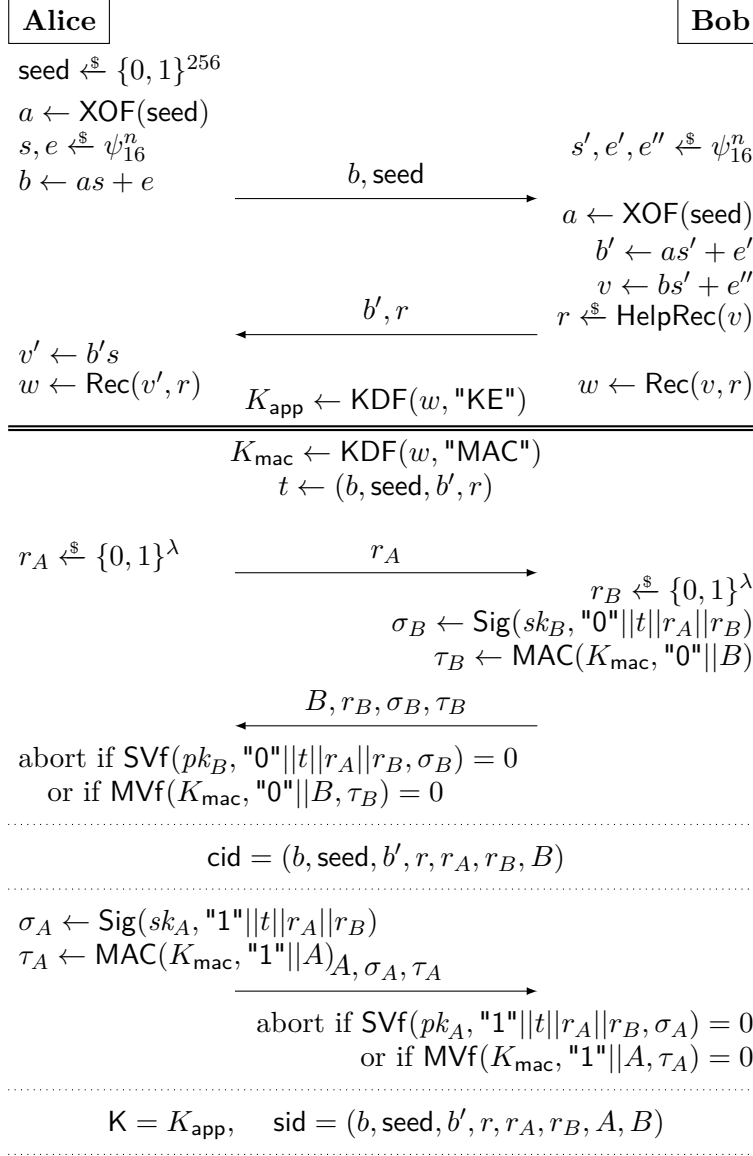 Alice Bob
seed ←$ {0, 1}^256
a ← XOF(seed)
s, e ←$ ψ_16^n s′, e′, e″ ←$ ψ_16^n
b ← as + e
b, seed
a ← XOF(seed)
b′ ← as′ + e′
v ← bs′ + e″
b′, r
r ←$ HelpRec(v)
v′ ← b′s
w ← Rec(v′, r) w ← Rec(v, r)
K_app ← KDF(w, "KE")
K_mac ← KDF(w, "MAC")
t ← (b, seed, b′, r)
r_A ←$ {0, 1}^λ
r_A
r_B ←$ {0, 1}^λ
σ_B ← Sig(sk_B, "0"||t||r_A||r_B)
τ_B ← MAC(K_mac, "0"||B)
B, r_B, σ_B, τ_B
abort if SVf(pk_B, "0"||t||r_A||r_B, σ_B) = 0
or if MVf(K_mac, "0"||B, τ_B) = 0
cid = (b, seed, b′, r, r_A, r_B, B)
σ_A ← Sig(sk_A, "1"||t||r_A||r_B)
τ_A ← MAC(K_mac, "1"||A)
A, σ_A, τ_A
abort if SVf(pk_A, "1"||t||r_A||r_B, σ_A) = 0
or if MVf(K_mac, "1"||A, τ_A) = 0
K = K_app, sid = (b, seed, b′, r, r_A, r_B, A, B)